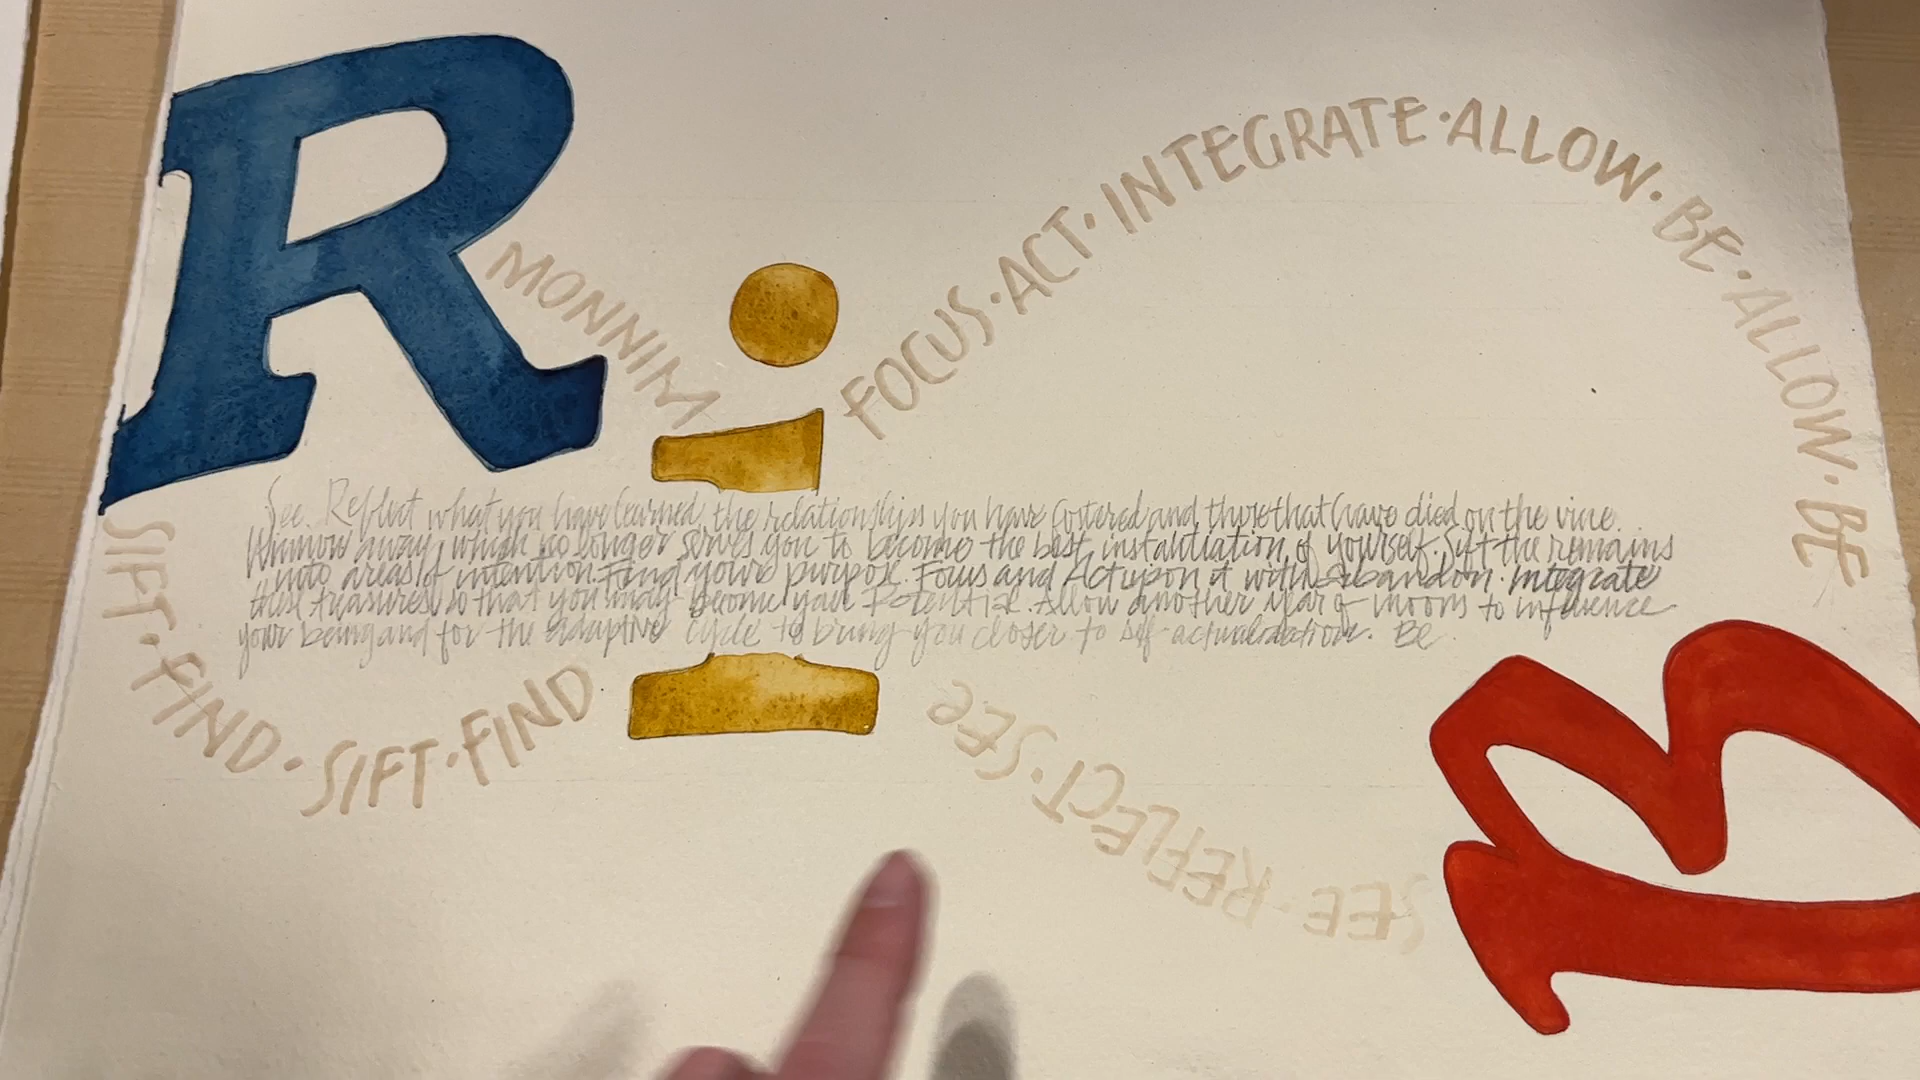 R
i
B
MONNIM
FOCUS · ACT · INTEGRATE · ALLOW · BE · ALLOW · BE
See. Reflect what you have learned, the relationships you have fostered and those that have died on the vine.
Winnow away, which no longer serves you to become the best instantiation of yourself. Sift the remains
into areas of intention. Find your purpose. Focus and Act upon it with Abandon. Integrate
these treasures so that you may become your Potential. Allow another year of moons to influence
your being and for the adaptive cycle to bring you closer to self-actualization. Be
SIFT · FIND · SIFT · FIND
SEE · REFLECT · SEE